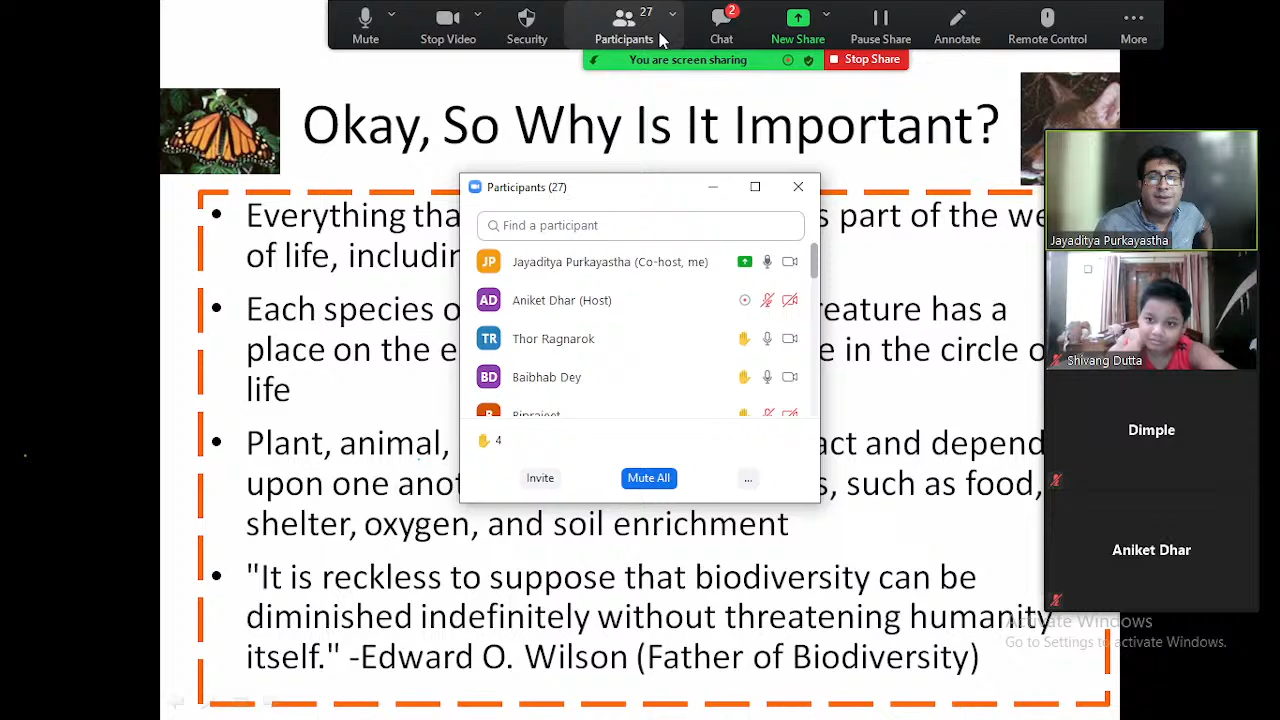 27
2
Mute
Stop Video
Security
Participants
Chat
New Share
Pause Share
Annotate
Remote Control
More
You are screen sharing
Stop Share
Okay, So Why Is It Important?
Participants (27)
Find a participant
JP Jayaditya Purkayastha (Co-host, me)
AD Aniket Dhar (Host)
TR Thor Ragnarok
BD Baibhab Dey
4
Invite
Mute All
...
• Everything s part of the
of life,
• Each species has a
place on the in the circle
life
• Plant, animal, and depend
upon one such as food,
shelter, oxygen, and soil enrichment
• "It is reckless to suppose that biodiversity can be
diminished indefinitely without threatening humanity
itself." -Edward O. Wilson (Father of Biodiversity)
Jayaditya Purkayastha
Shivang Dutta
Dimple
Aniket Dhar
Activate Windows
Go to Settings to activate Windows.